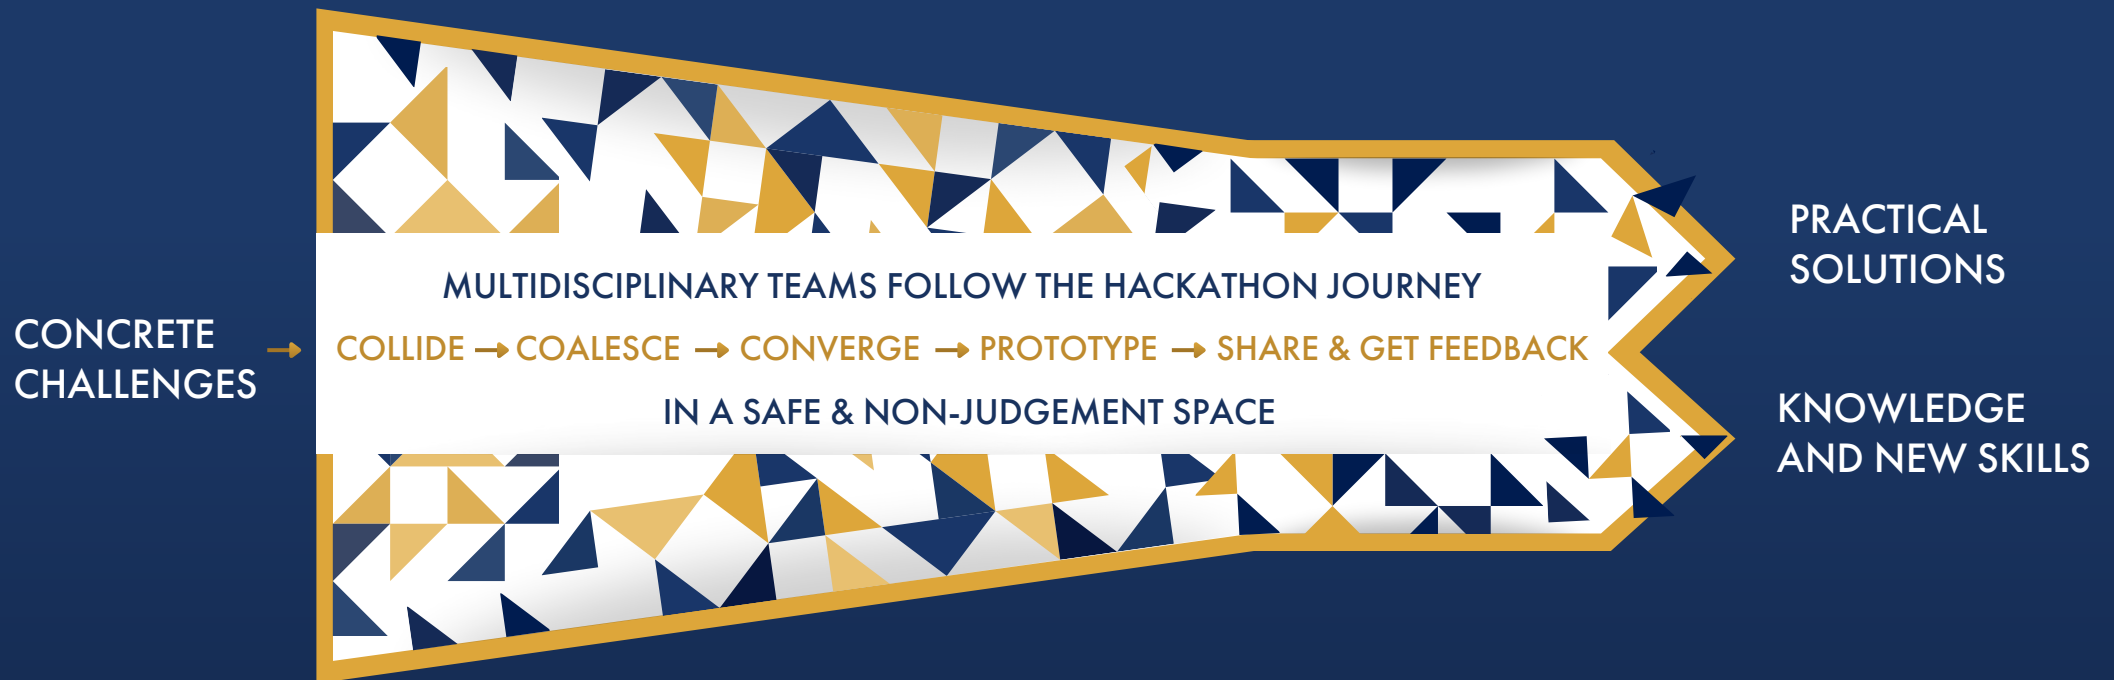 CONCRETE
CHALLENGES
MULTIDISCIPLINARY TEAMS FOLLOW THE HACKATHON JOURNEY
COLLIDE → COALESCE → CONVERGE → PROTOTYPE → SHARE & GET FEEDBACK
IN A SAFE & NON-JUDGEMENT SPACE
PRACTICAL
SOLUTIONS
KNOWLEDGE
AND NEW SKILLS